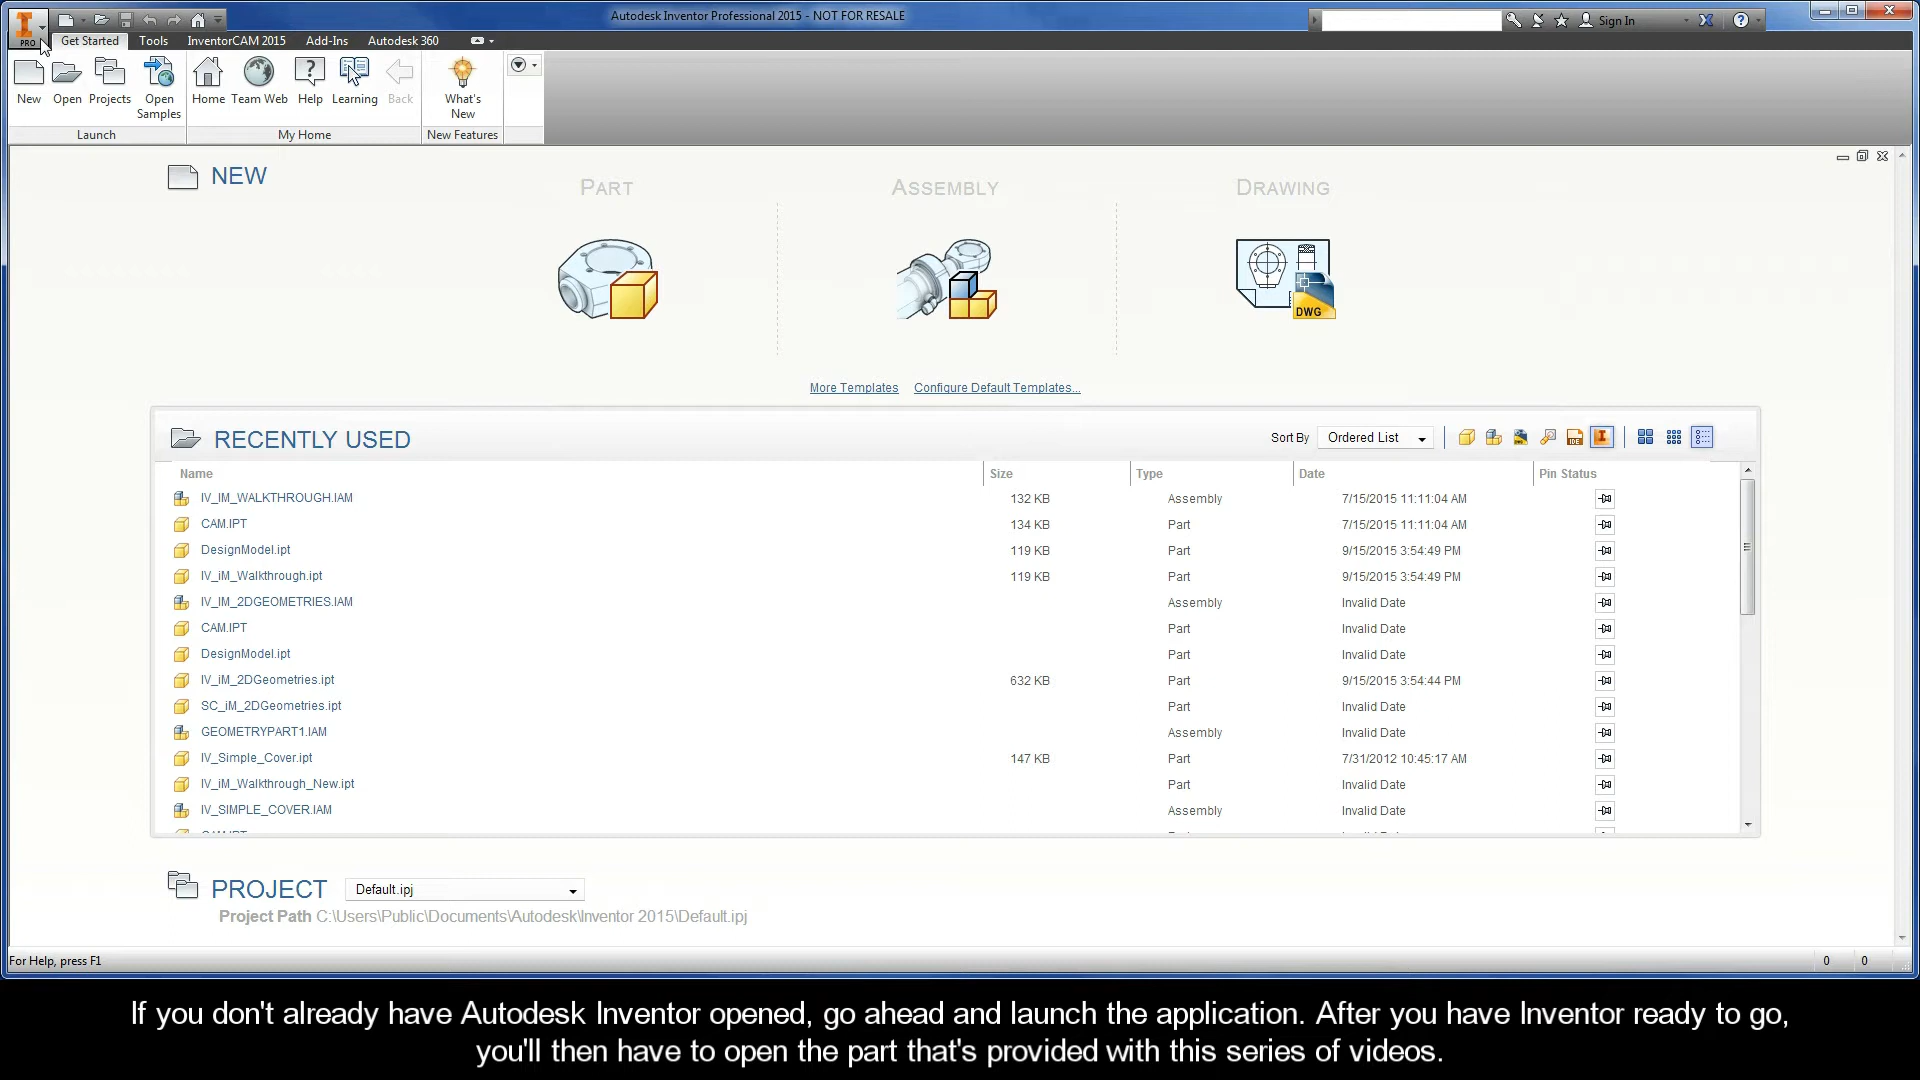 Autodesk Inventor Professional 2015 - NOT FOR RESALE
Sign In
PRO
Get Started Tools InventorCAM 2015 Add-Ins Autodesk 360
New Open Projects Open Samples Home Team Web Help Learning Back What's New
Launch My Home New Features
NEW
PART ASSEMBLY DRAWING
DWG
More Templates Configure Default Templates...
RECENTLY USED
Sort By Ordered List
Name Size Type Date Pin Status
IV_IM_WALKTHROUGH.IAM 132 KB Assembly 7/15/2015 11:11:04 AM
CAM.IPT 134 KB Part 7/15/2015 11:11:04 AM
DesignModel.ipt 119 KB Part 9/15/2015 3:54:49 PM
IV_iM_Walkthrough.ipt 119 KB Part 9/15/2015 3:54:49 PM
IV_IM_2DGEOMETRIES.IAM Assembly Invalid Date
CAM.IPT Part Invalid Date
DesignModel.ipt Part Invalid Date
IV_iM_2DGeometries.ipt 632 KB Part 9/15/2015 3:54:44 PM
SC_iM_2DGeometries.ipt Part Invalid Date
GEOMETRYPART1.IAM Assembly Invalid Date
IV_Simple_Cover.ipt 147 KB Part 7/31/2012 10:45:17 AM
IV_iM_Walkthrough_New.ipt Part Invalid Date
IV_SIMPLE_COVER.IAM Assembly Invalid Date
PROJECT Default.ipj
Project Path C:\Users\Public\Documents\Autodesk\Inventor 2015\Default.ipj
For Help, press F1 0 0
If you don't already have Autodesk Inventor opened, go ahead and launch the application. After you have Inventor ready to go,
you'll then have to open the part that's provided with this series of videos.